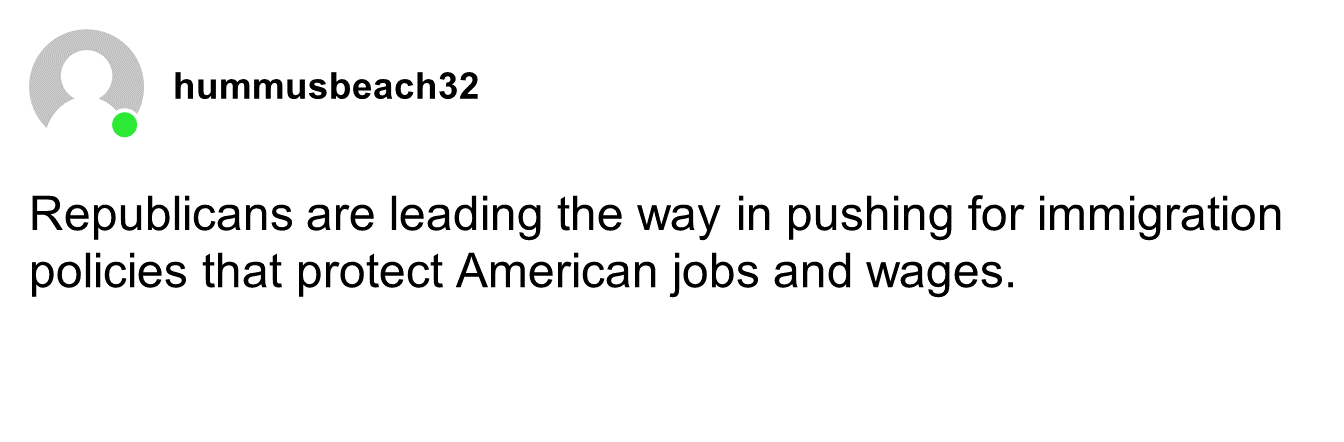 hummusbeach32
Republicans are leading the way in pushing for immigration
policies that protect American jobs and wages.